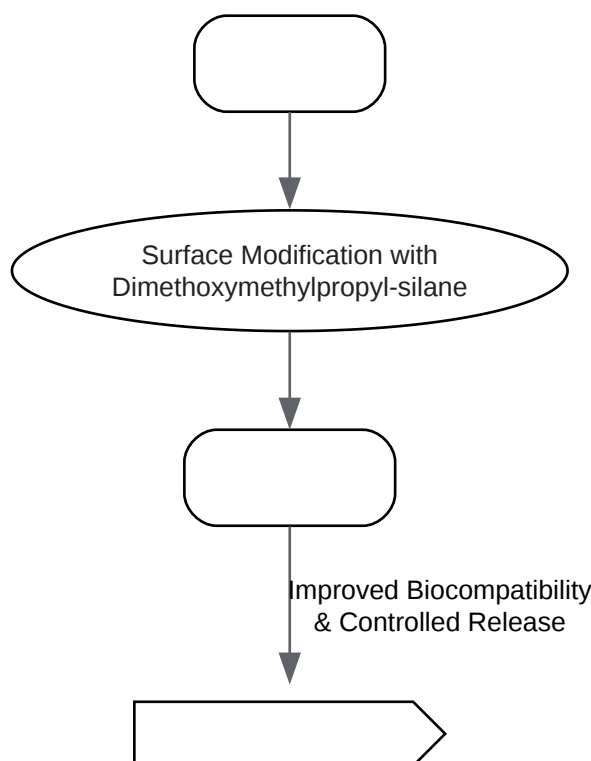 Surface Modification with
Dimethoxymethylpropyl-silane
Improved Biocompatibility
& Controlled Release